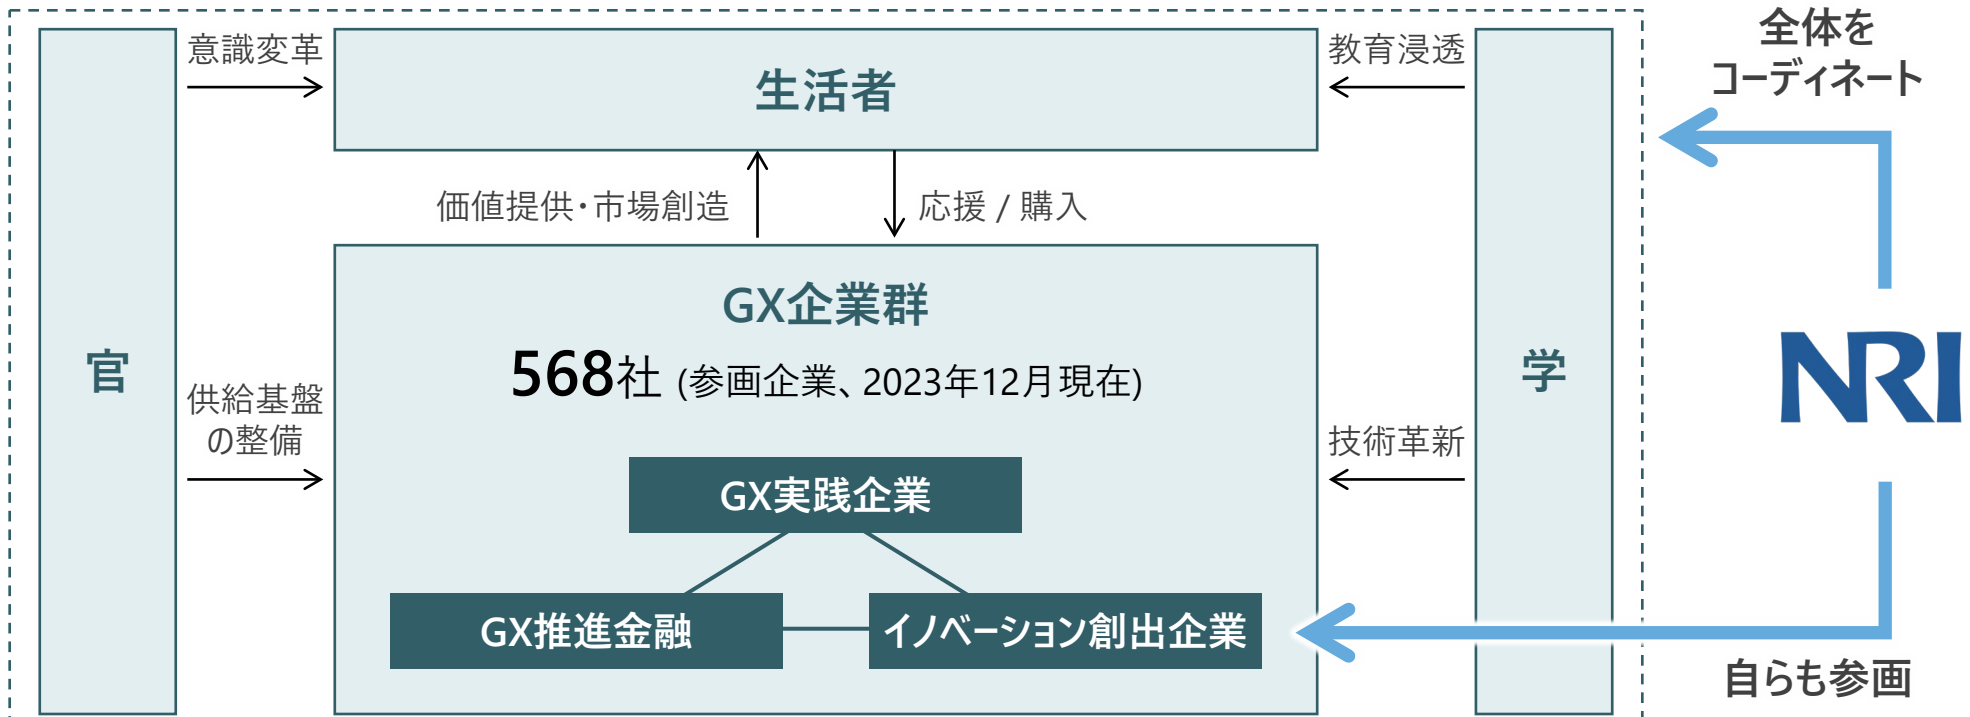 意識変革
生活者
教育浸透
全体を
コーディネート
価値提供・市場創造
応援 / 購入
官
GX企業群
568社 (参画企業、2023年12月現在)
学
NRI
供給基盤
の整備
技術革新
GX実践企業
GX推進金融
イノベーション創出企業
自らも参画